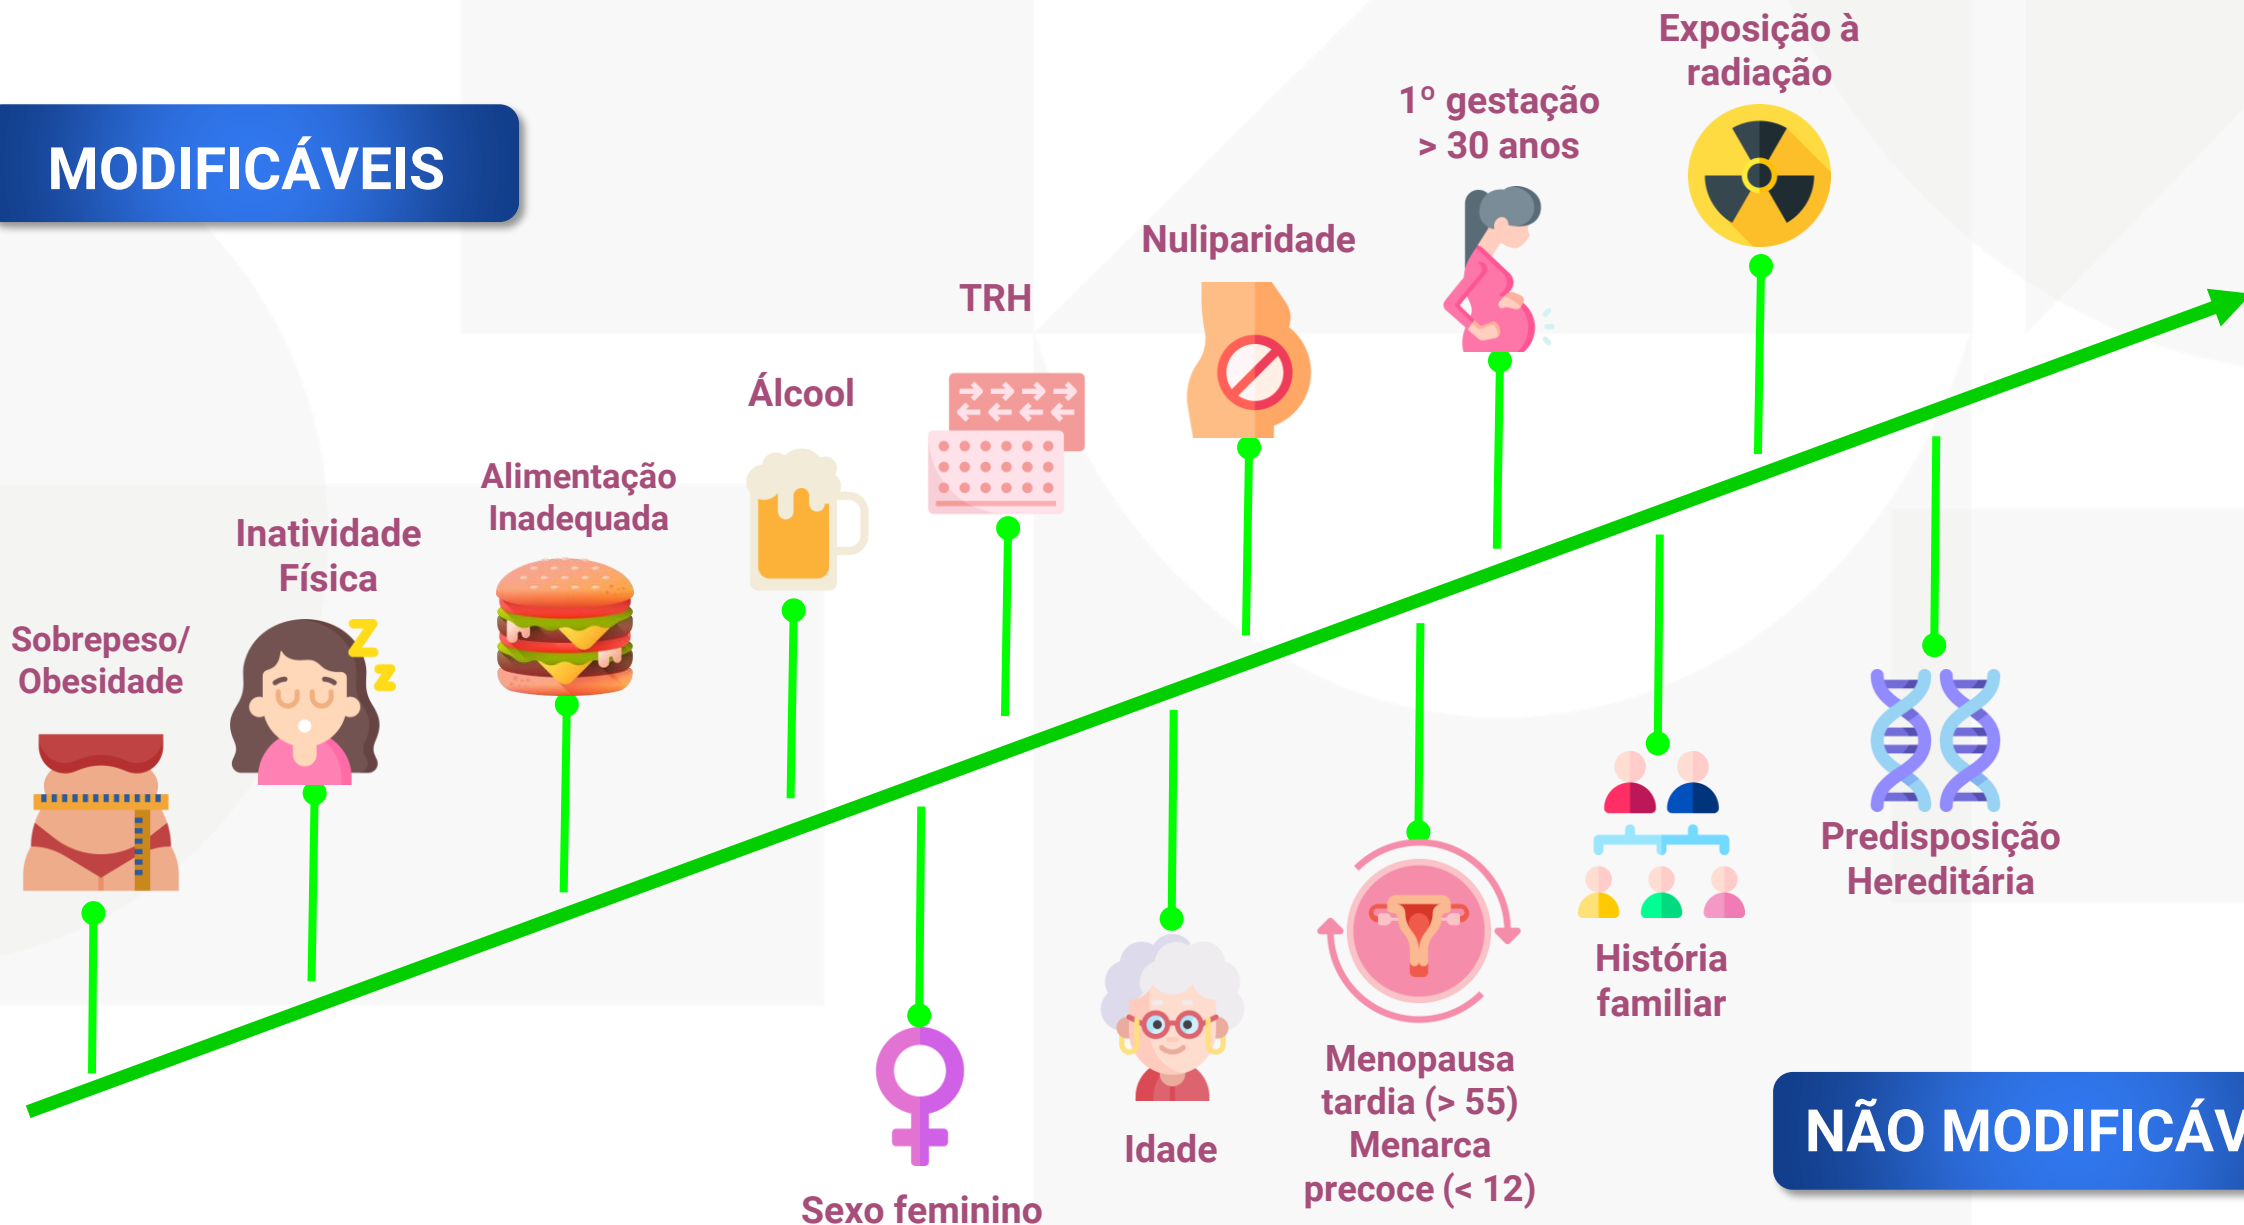 MODIFICÁVEIS
Sobrepeso/
Obesidade
Inatividade
Física
Alimentação
Inadequada
Álcool
TRH
Nuliparidade
1º gestação
> 30 anos
Exposição à
radiação
Sexo feminino
Idade
Menopausa
tardia (> 55)
Menarca
precoce (< 12)
História
familiar
Predisposição
Hereditária
NÃO MODIFICÁV